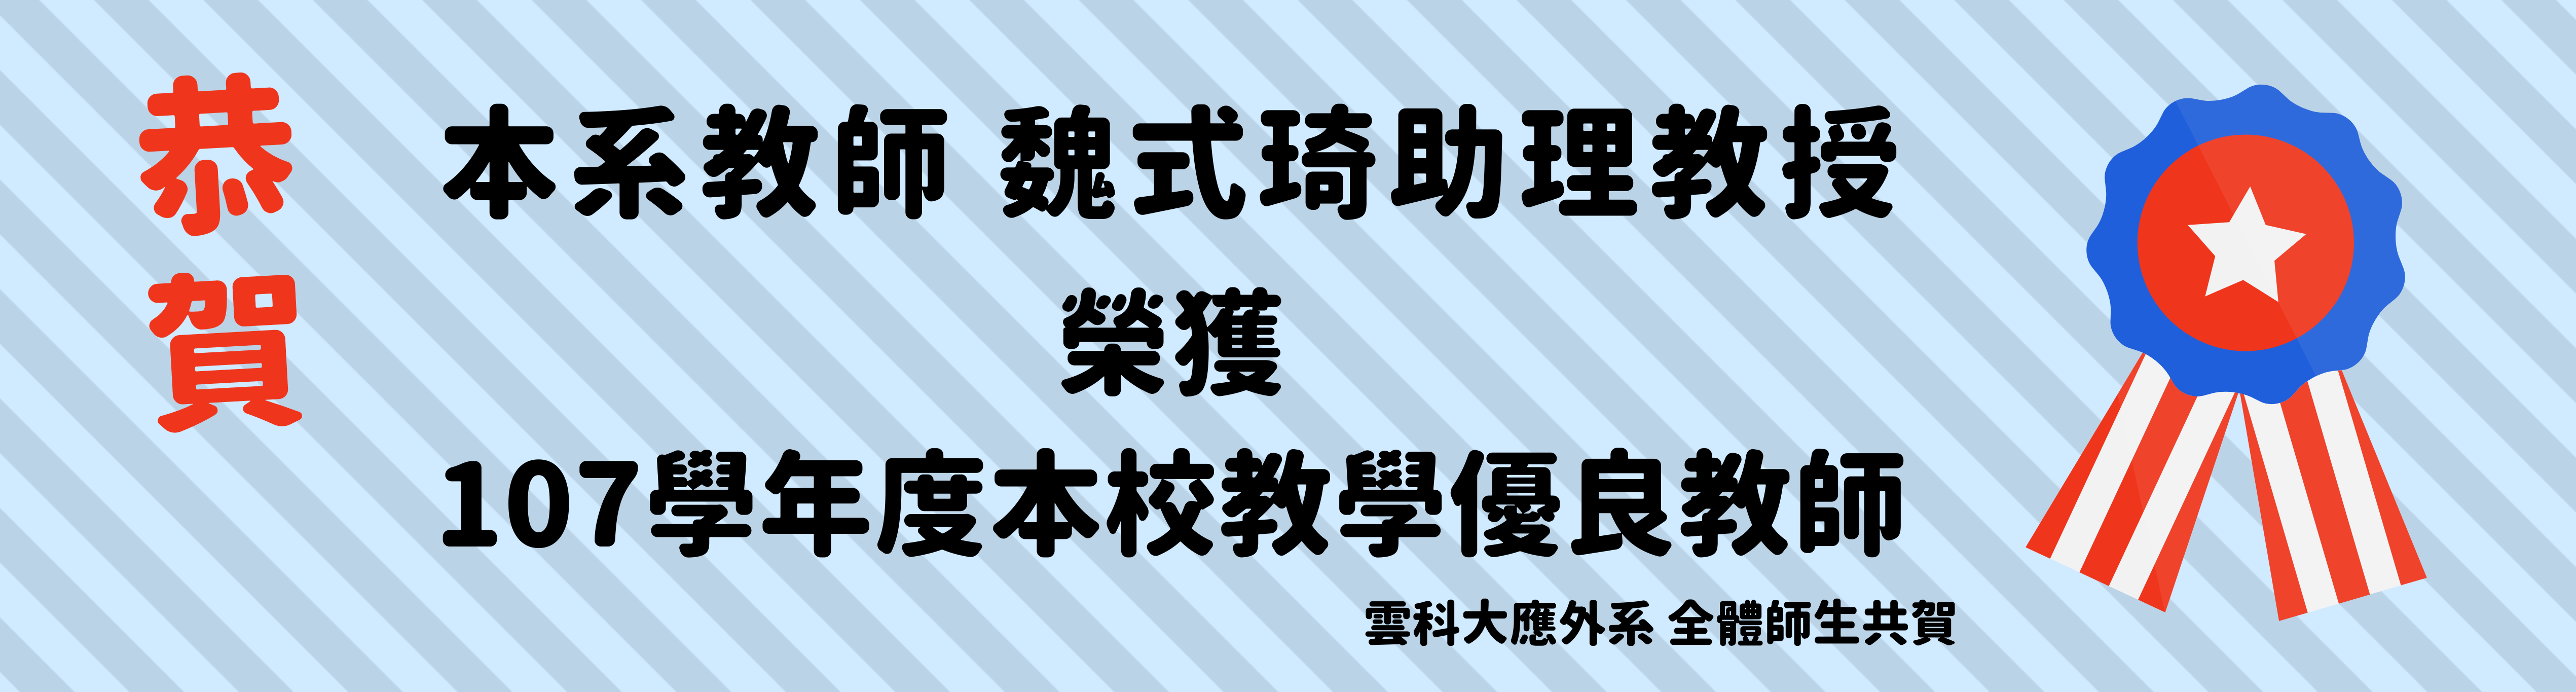 恭賀
本系教師 魏式琦助理教授
榮獲
107學年度本校教學優良教師
雲科大應外系 全體師生共賀